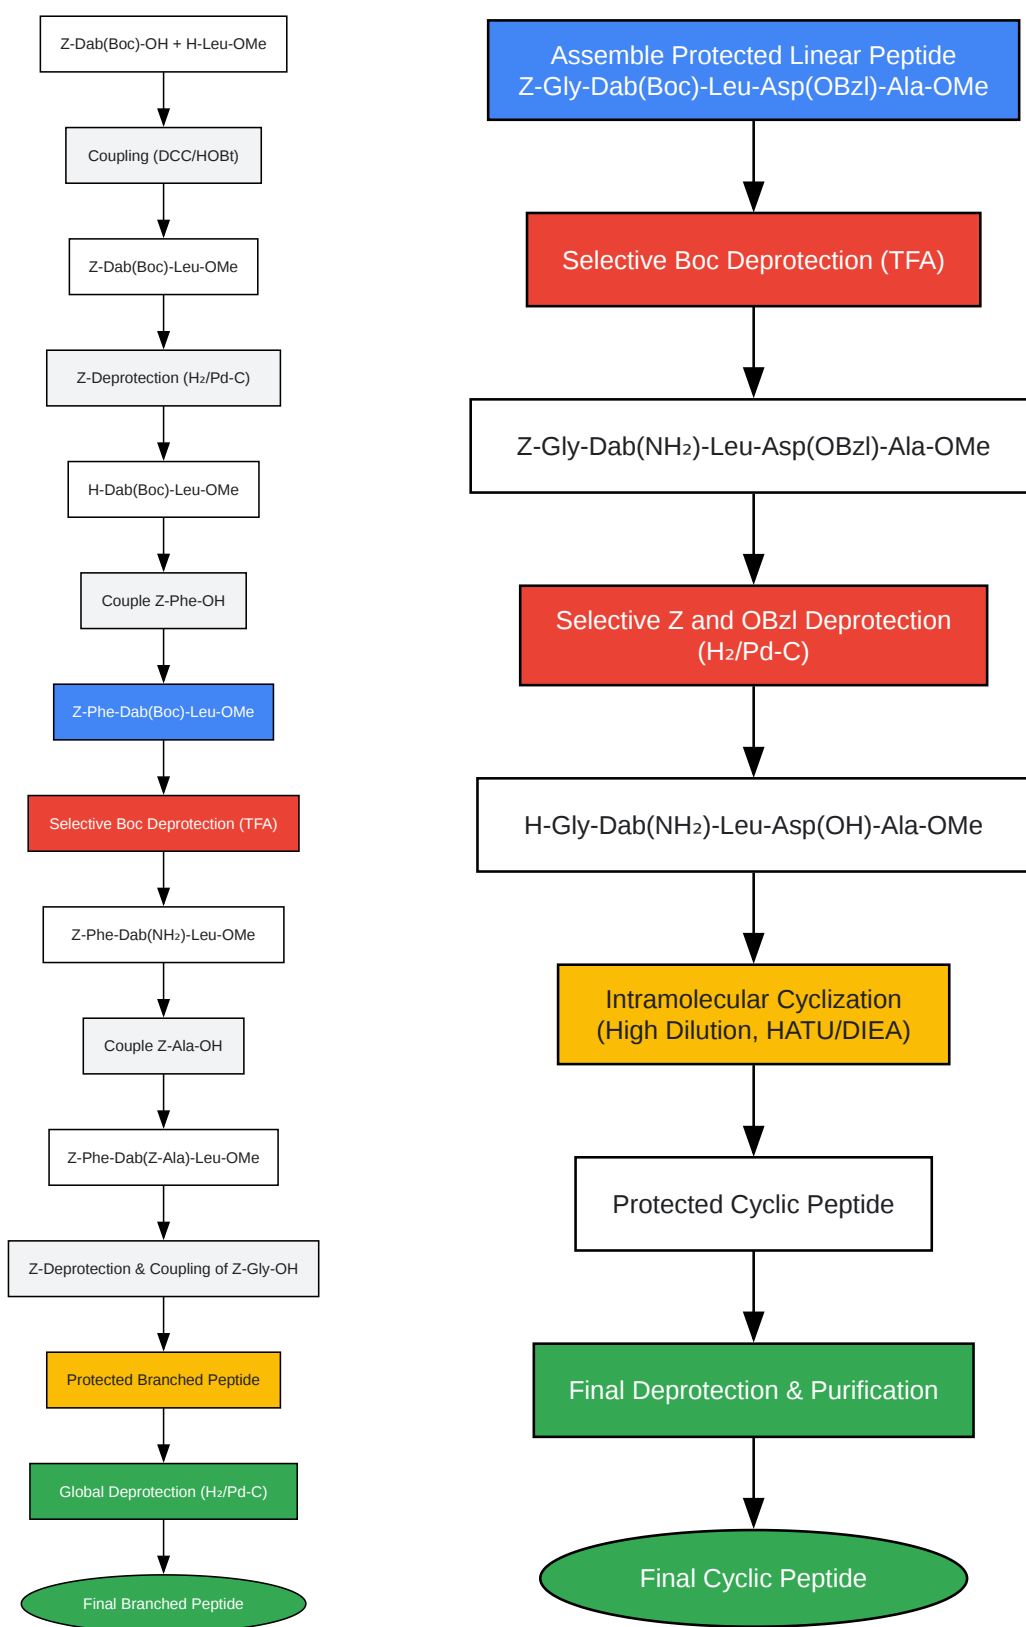 Z-Dab(Boc)-OH + H-Leu-OMe
Coupling (DCC/HOBt)
Z-Dab(Boc)-Leu-OMe
Z-Deprotection (H₂/Pd-C)
H-Dab(Boc)-Leu-OMe
Couple Z-Phe-OH
Z-Phe-Dab(Boc)-Leu-OMe
Selective Boc Deprotection (TFA)
Z-Phe-Dab(NH₂)-Leu-OMe
Couple Z-Ala-OH
Z-Phe-Dab(Z-Ala)-Leu-OMe
Z-Deprotection & Coupling of Z-Gly-OH
Protected Branched Peptide
Global Deprotection (H₂/Pd-C)
Final Branched Peptide
Assemble Protected Linear Peptide
Z-Gly-Dab(Boc)-Leu-Asp(OBzl)-Ala-OMe
Selective Boc Deprotection (TFA)
Z-Gly-Dab(NH₂)-Leu-Asp(OBzl)-Ala-OMe
Selective Z and OBzl Deprotection
(H₂/Pd-C)
H-Gly-Dab(NH₂)-Leu-Asp(OH)-Ala-OMe
Intramolecular Cyclization
(High Dilution, HATU/DIEA)
Protected Cyclic Peptide
Final Deprotection & Purification
Final Cyclic Peptide